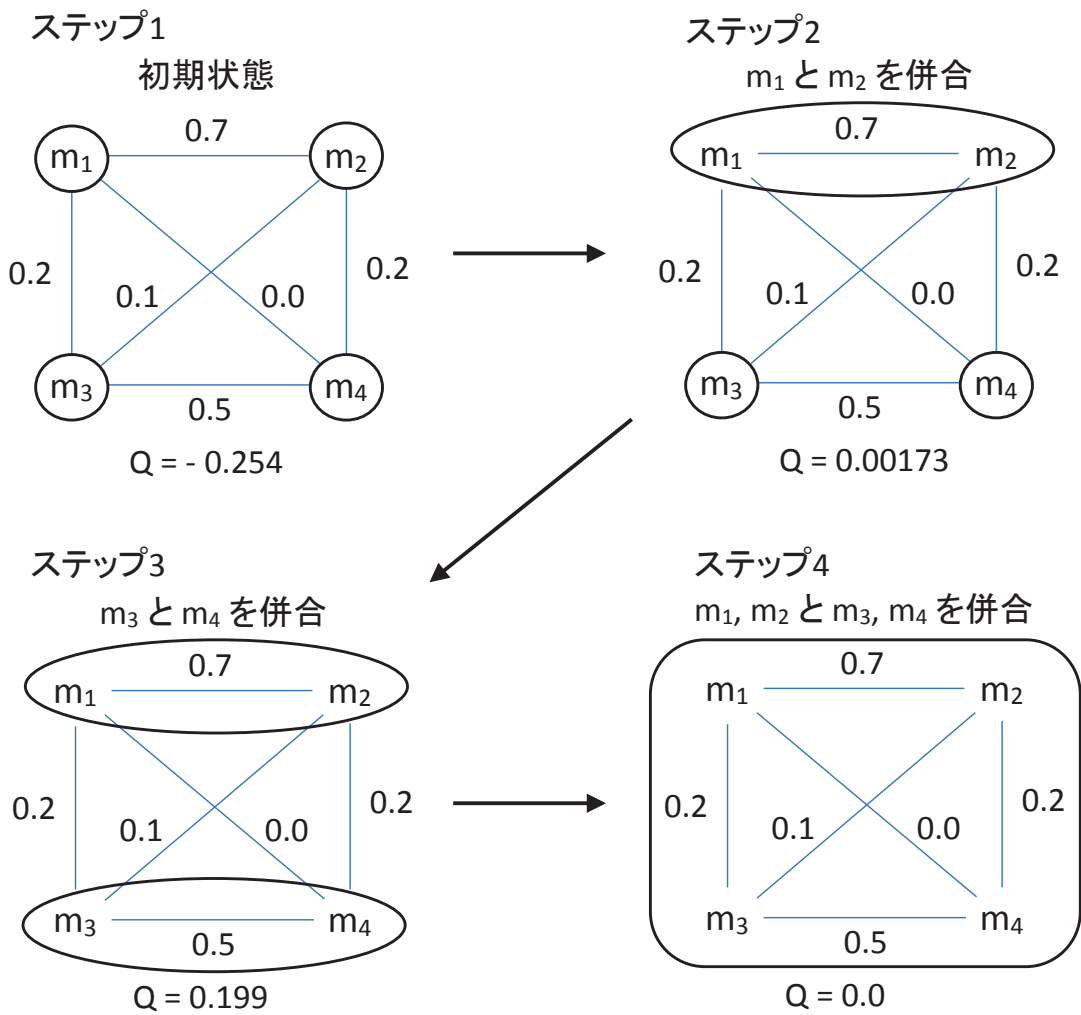 ステップ1
初期状態
0.7
m₁
m₂
0.2
0.1
0.0
0.2
m₃
m₄
0.5
Q = - 0.254
ステップ2
m₁ と m₂ を併合
0.7
m₁
m₂
0.2
0.1
0.0
0.2
m₃
m₄
0.5
Q = 0.00173
ステップ3
m₃ と m₄ を併合
0.7
m₁
m₂
0.2
0.1
0.0
0.2
m₃
m₄
0.5
Q = 0.199
ステップ4
m₁, m₂ と m₃, m₄ を併合
0.7
m₁
m₂
0.2
0.1
0.0
0.2
m₃
m₄
0.5
Q = 0.0